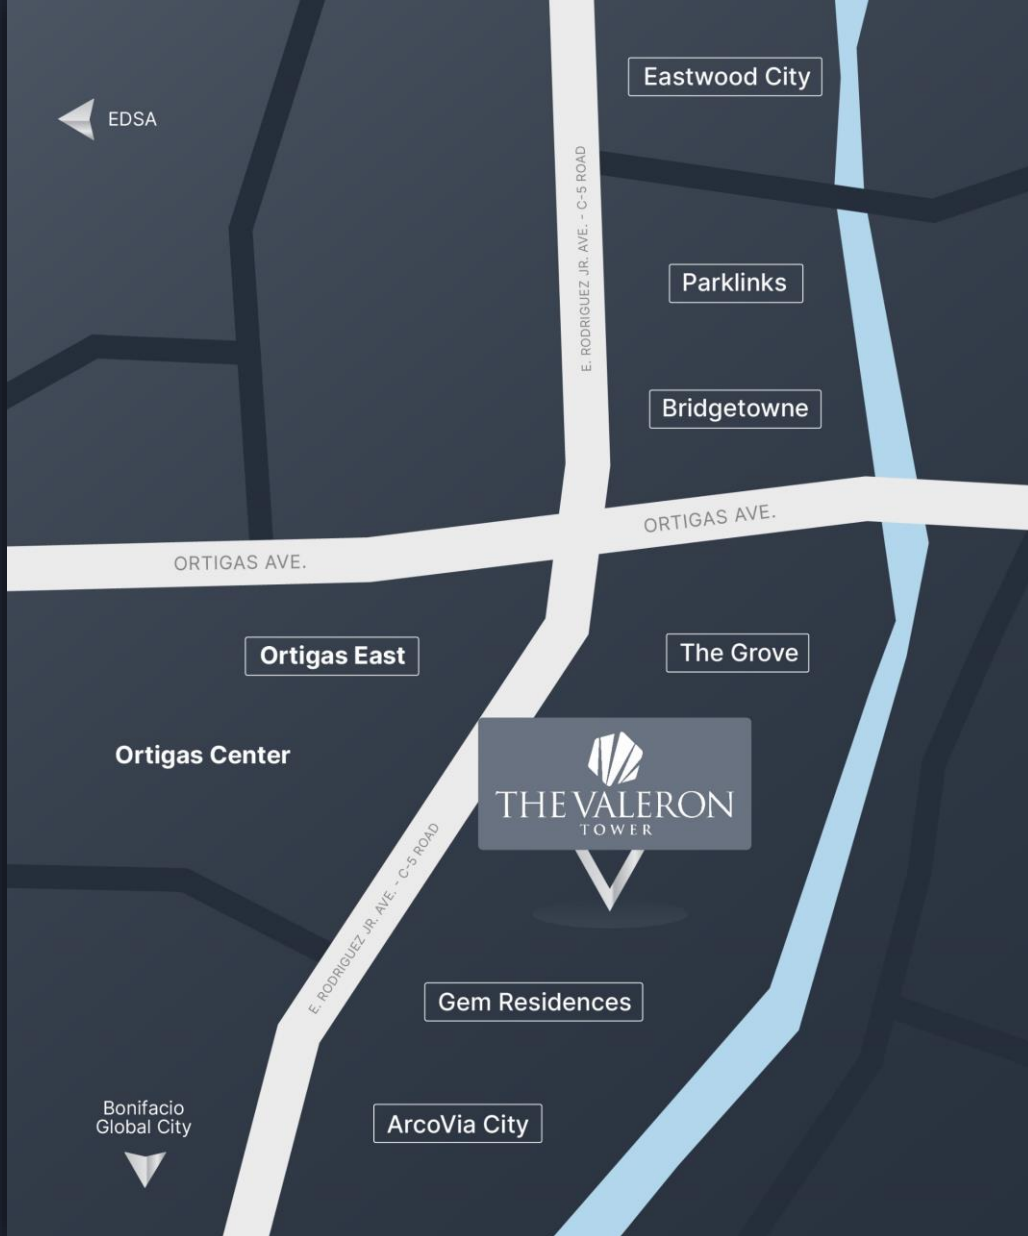 Eastwood City
EDSA
E. RODRIGUEZ JR. AVE. - C-5 ROAD
Parklinks
Bridgetowne
ORTIGAS AVE.
ORTIGAS AVE.
Ortigas East
The Grove
Ortigas Center
THE VALERON
TOWER
E. RODRIGUEZ JR. AVE. - C-5 ROAD
Gem Residences
Bonifacio
Global City
ArcoVia City